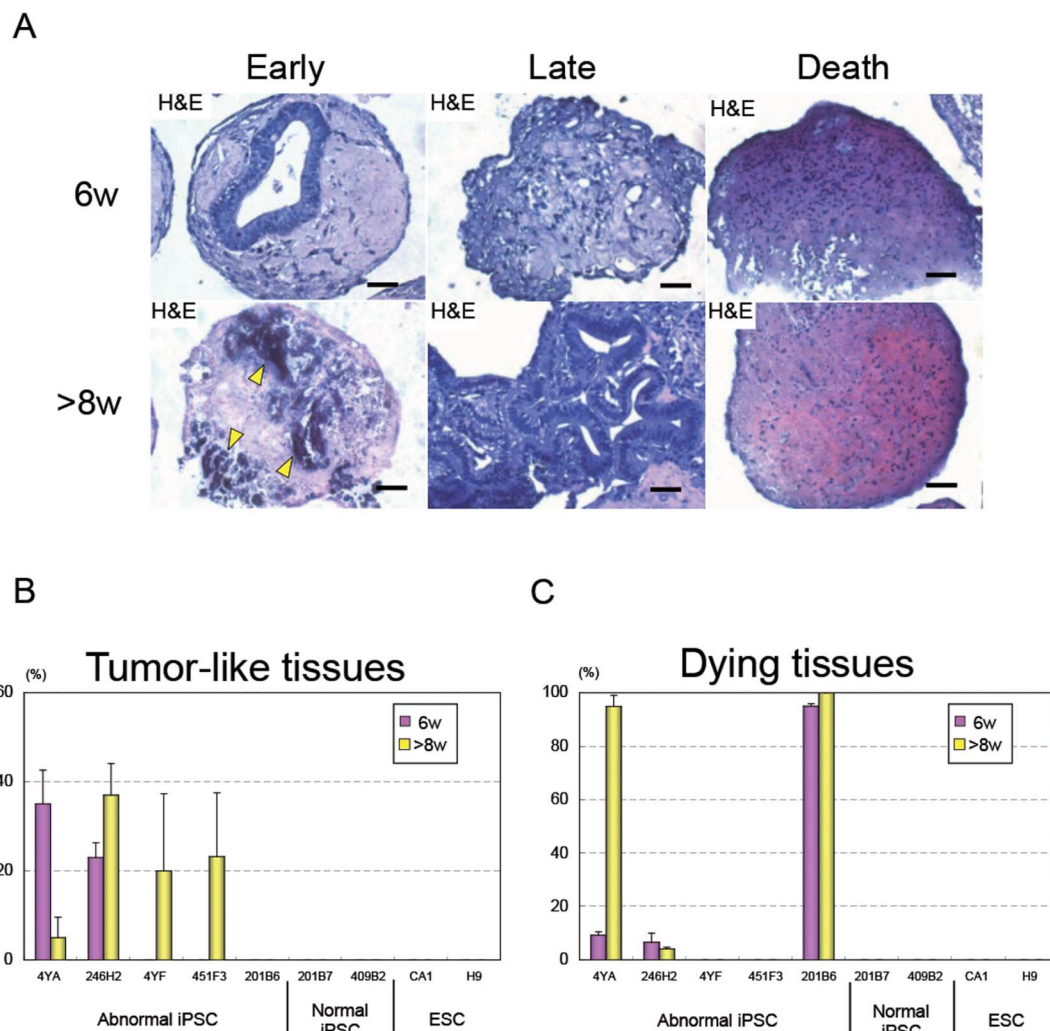 A
Early Late Death
H&E H&E H&E
6w
H&E H&E H&E
>8w
B
Tumor-like tissues
(%)
60
40
20
0
6w
>8w
4YA 246H2 4YF 451F3 201B6 201B7 409B2 CA1 H9
Abnormal iPSC Normal iPSC ESC
C
Dying tissues
(%)
100
80
60
40
20
0
6w
>8w
4YA 246H2 4YF 451F3 201B6 201B7 409B2 CA1 H9
Abnormal iPSC Normal iPSC ESC